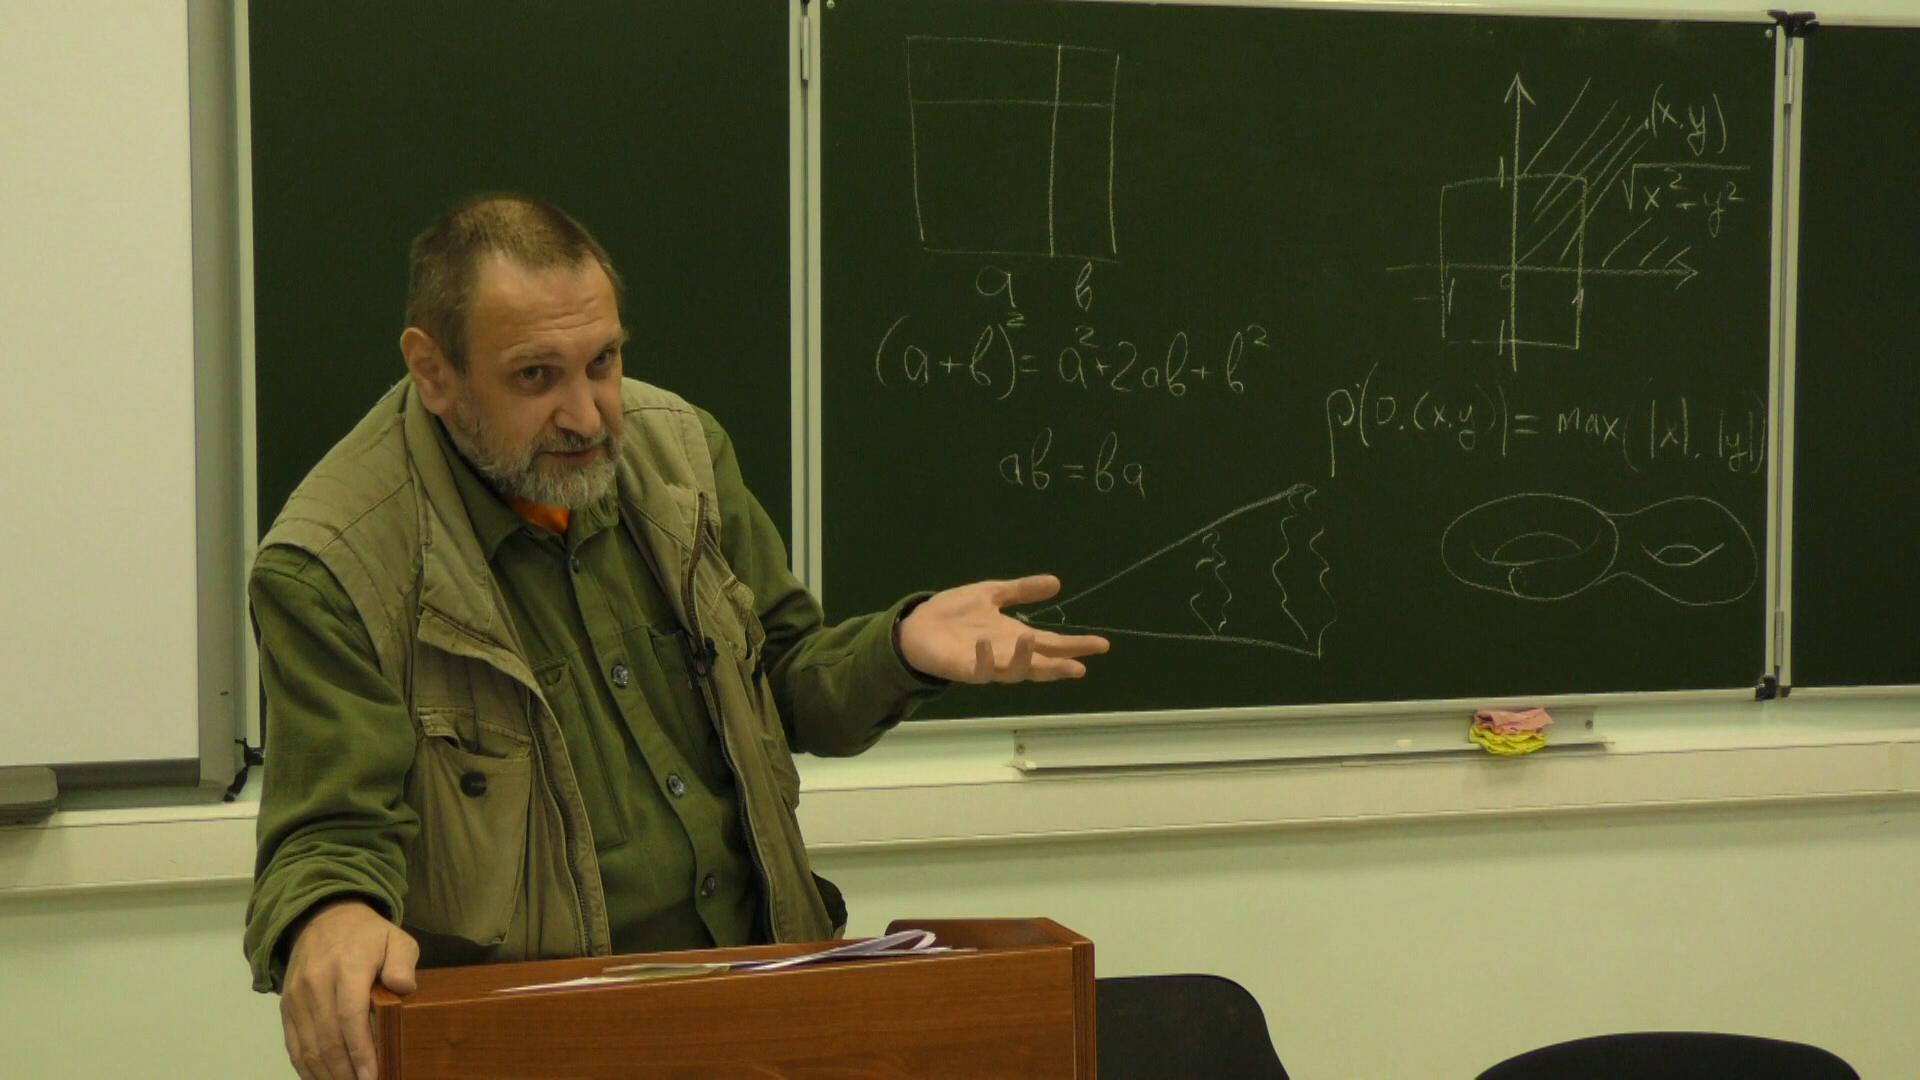 a b
(a+b)²=a²+2ab+b²
ab=ba
(x.y)
√x²+y²
1
-1 0 1
1
ρ(0.(x.y))=max(|x|.|y|)